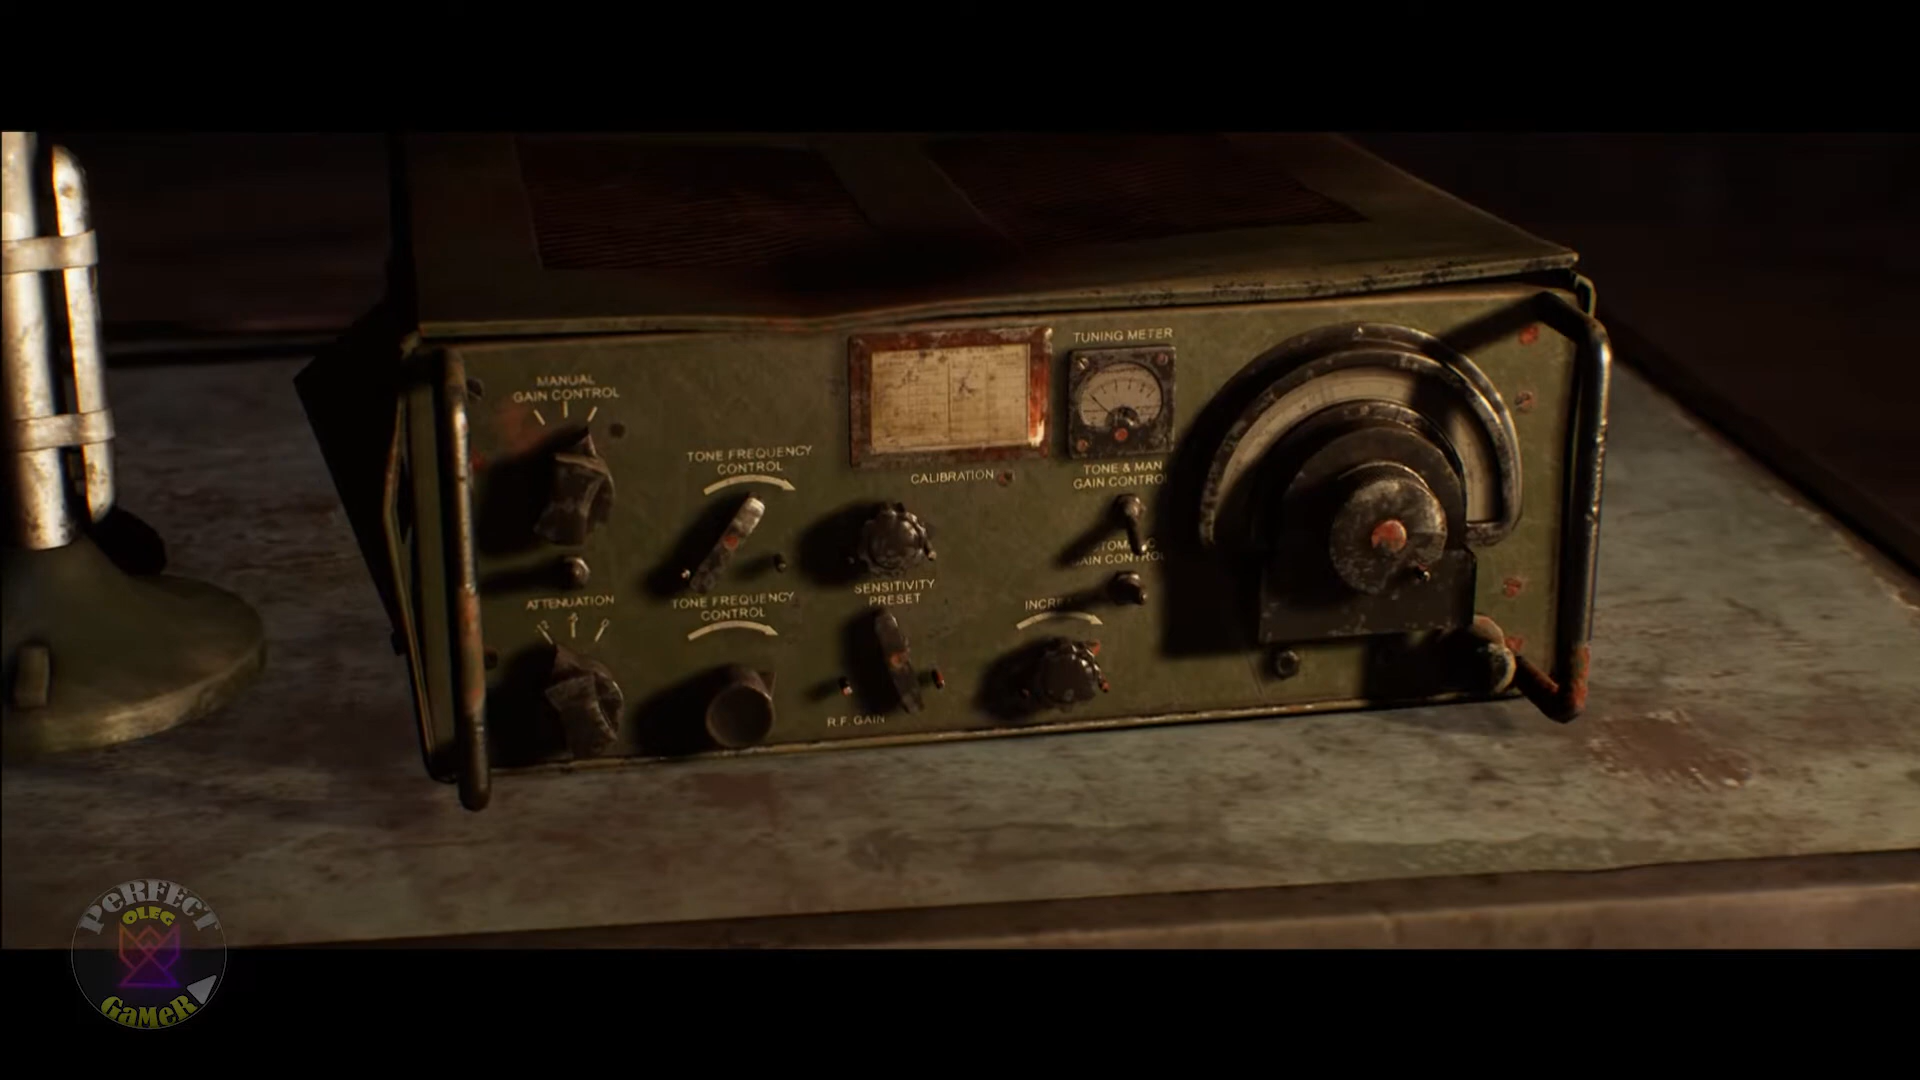 MANUAL
GAIN CONTROL
TONE FREQUENCY
CONTROL
CALIBRATION
TUNING METER
TONE & MAN
GAIN CONTROL
ATTENUATION
TONE FREQUENCY
CONTROL
SENSITIVITY
PRESET
R.F. GAIN
PERFECT
OLEG
GAMER